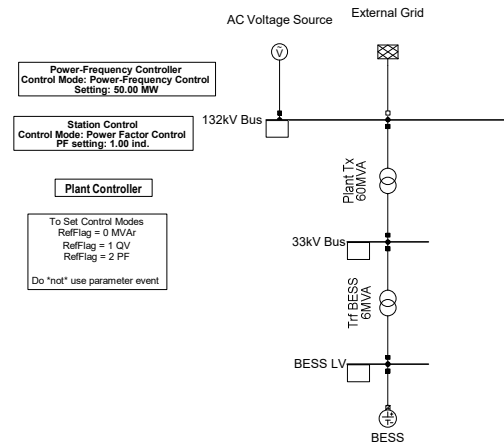 AC Voltage Source
External Grid
V
Power-Frequency Controller
Control Mode: Power-Frequency Control
Setting: 50.00 MW
Station Control
Control Mode: Power Factor Control
PF setting: 1.00 ind.
132kV Bus
Plant Tx
60MVA
Plant Controller
To Set Control Modes
RefFlag = 0 MVAr
RefFlag = 1 QV
RefFlag = 2 PF
Do *not* use parameter event
33kV Bus
Trf BESS
6MVA
BESS LV
BESS